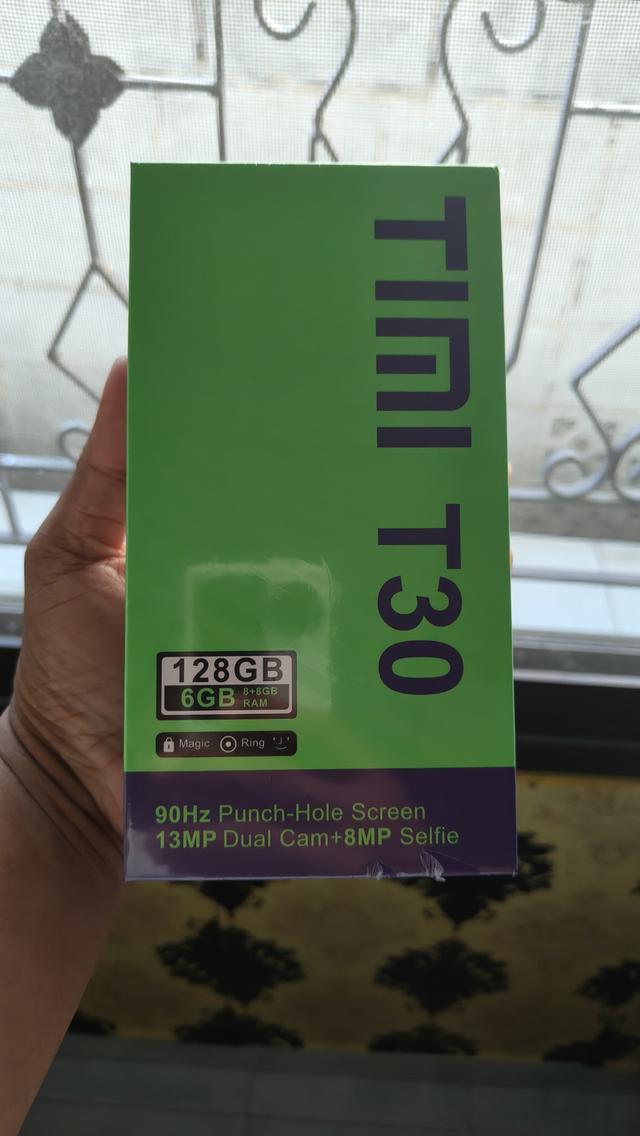 TIMI T30
128GB
6GB 8+8GB RAM
Magic Ring
90Hz Punch-Hole Screen
13MP Dual Cam+8MP Selfie